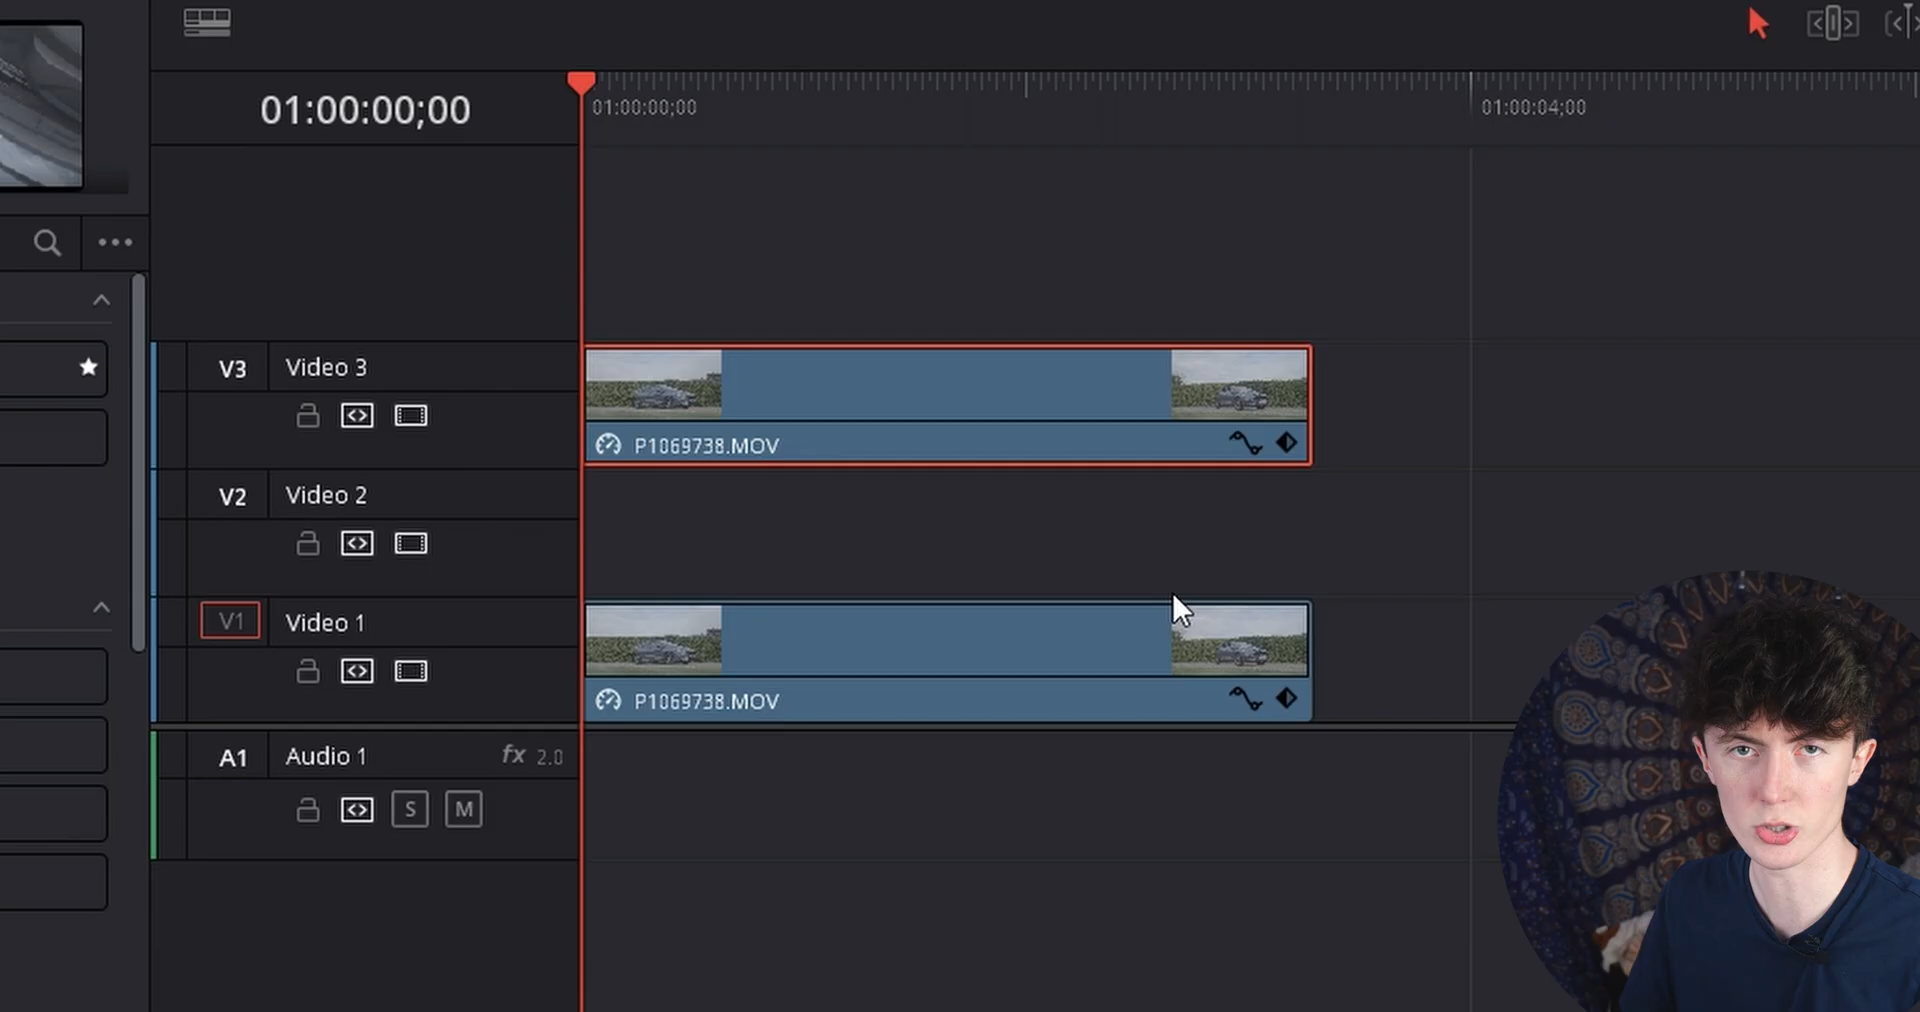 01:00:00;00
01:00:00;00
01:00:04;00
V3 Video 3
P1069738.MOV
V2 Video 2
V1 Video 1
P1069738.MOV
A1 Audio 1 fx 2.0
S M